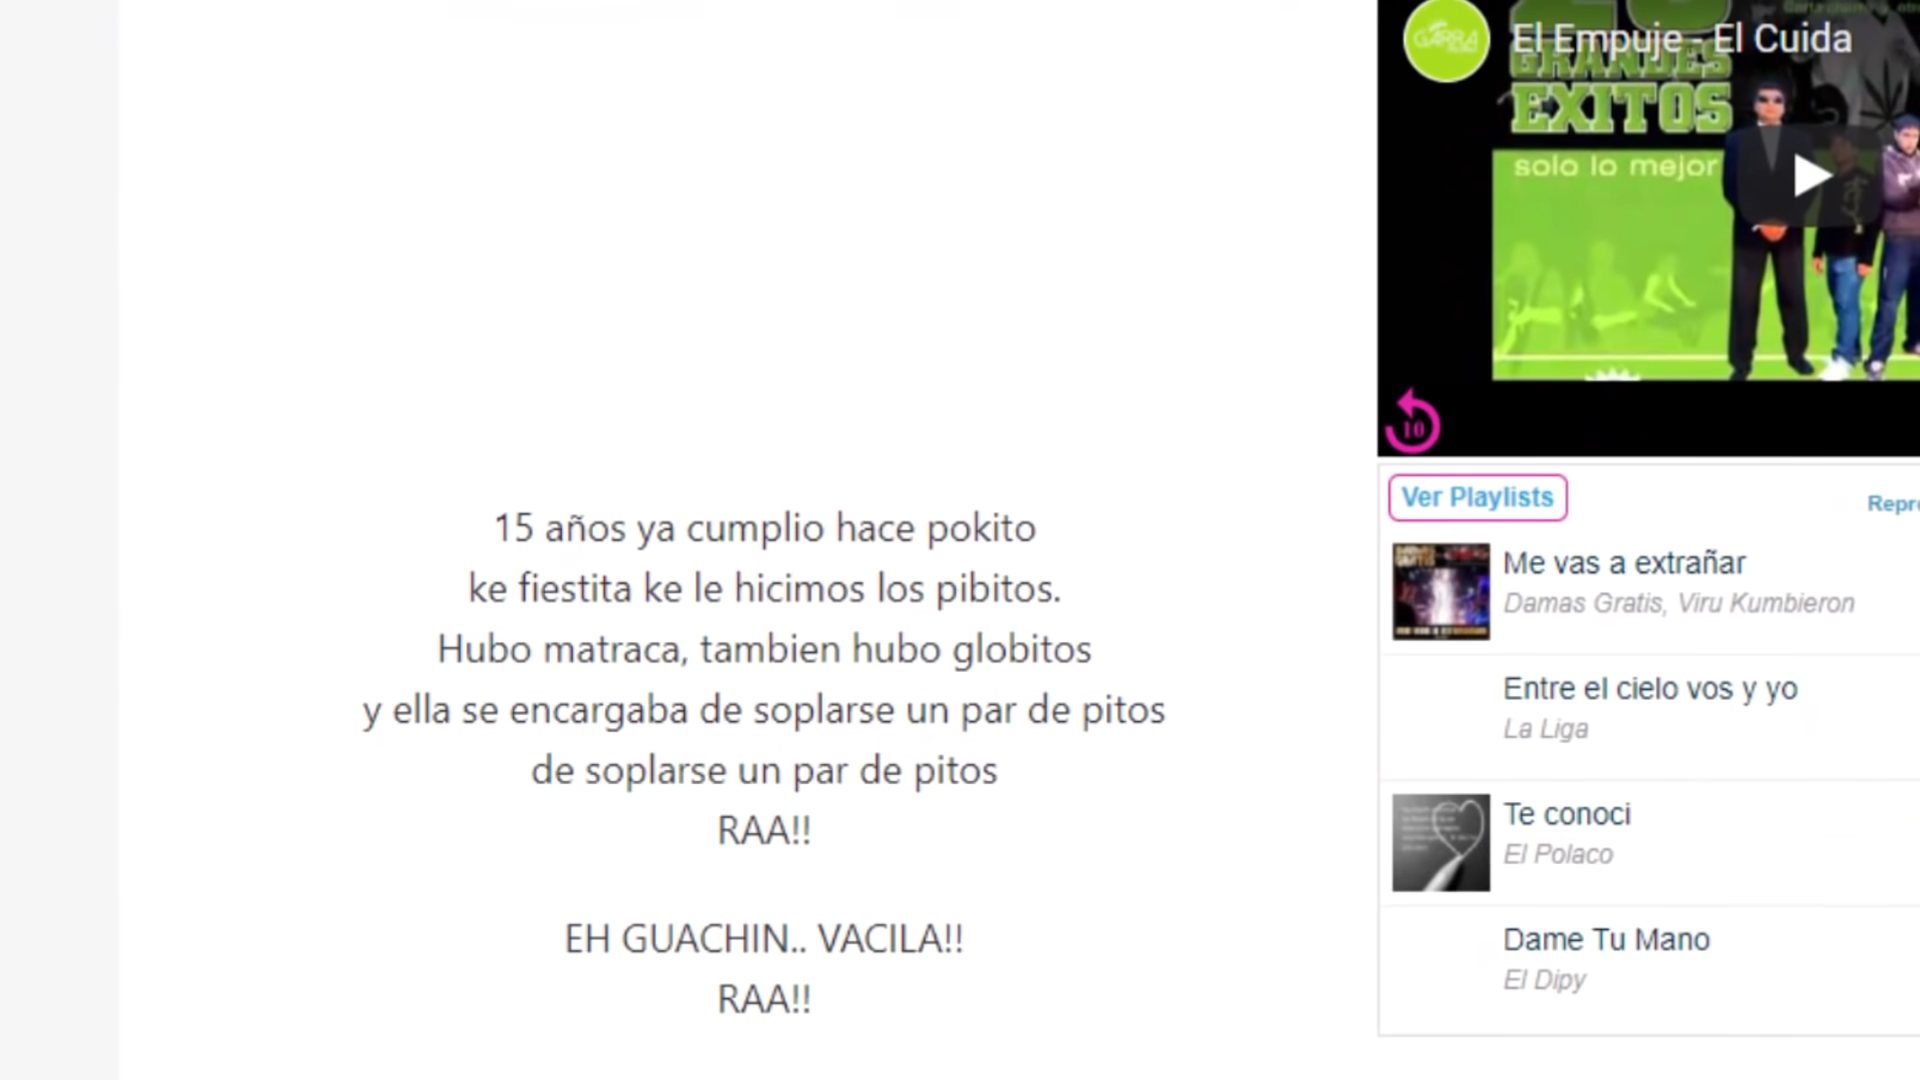 El Empuje - El Cuida
GRANDES
EXITOS
solo lo mejor
10
15 años ya cumplio hace pokito
ke fiestita ke le hicimos los pibitos.
Hubo matraca, tambien hubo globitos
y ella se encargaba de soplarse un par de pitos
de soplarse un par de pitos
RAA!!
EH GUACHIN.. VACILA!!
RAA!!
Ver Playlists
Me vas a extrañar
Damas Gratis, Viru Kumbieron
Entre el cielo vos y yo
La Liga
Te conoci
El Polaco
Dame Tu Mano
El Dipy